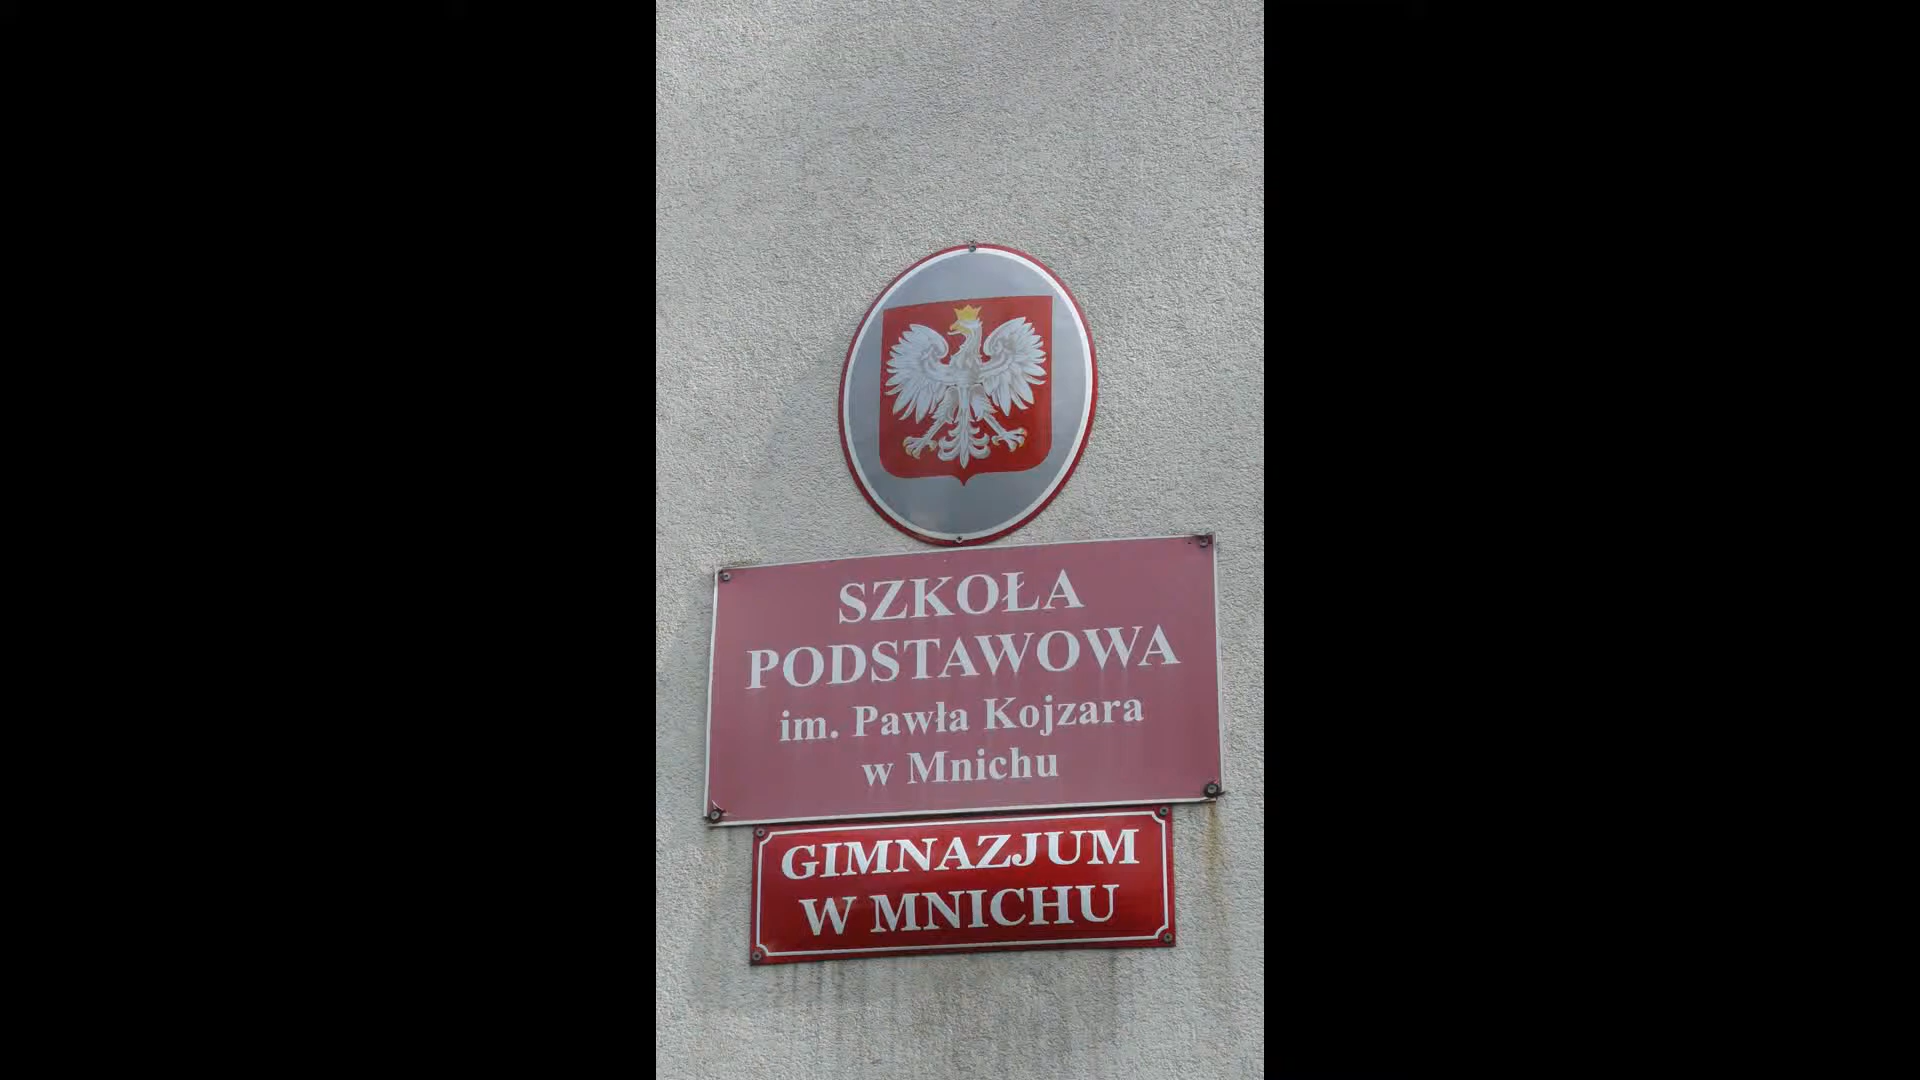 SZKOŁA
PODSTAWOWA
im. Pawła Kojzara
w Mnichu
GIMNAZJUM
W MNICHU